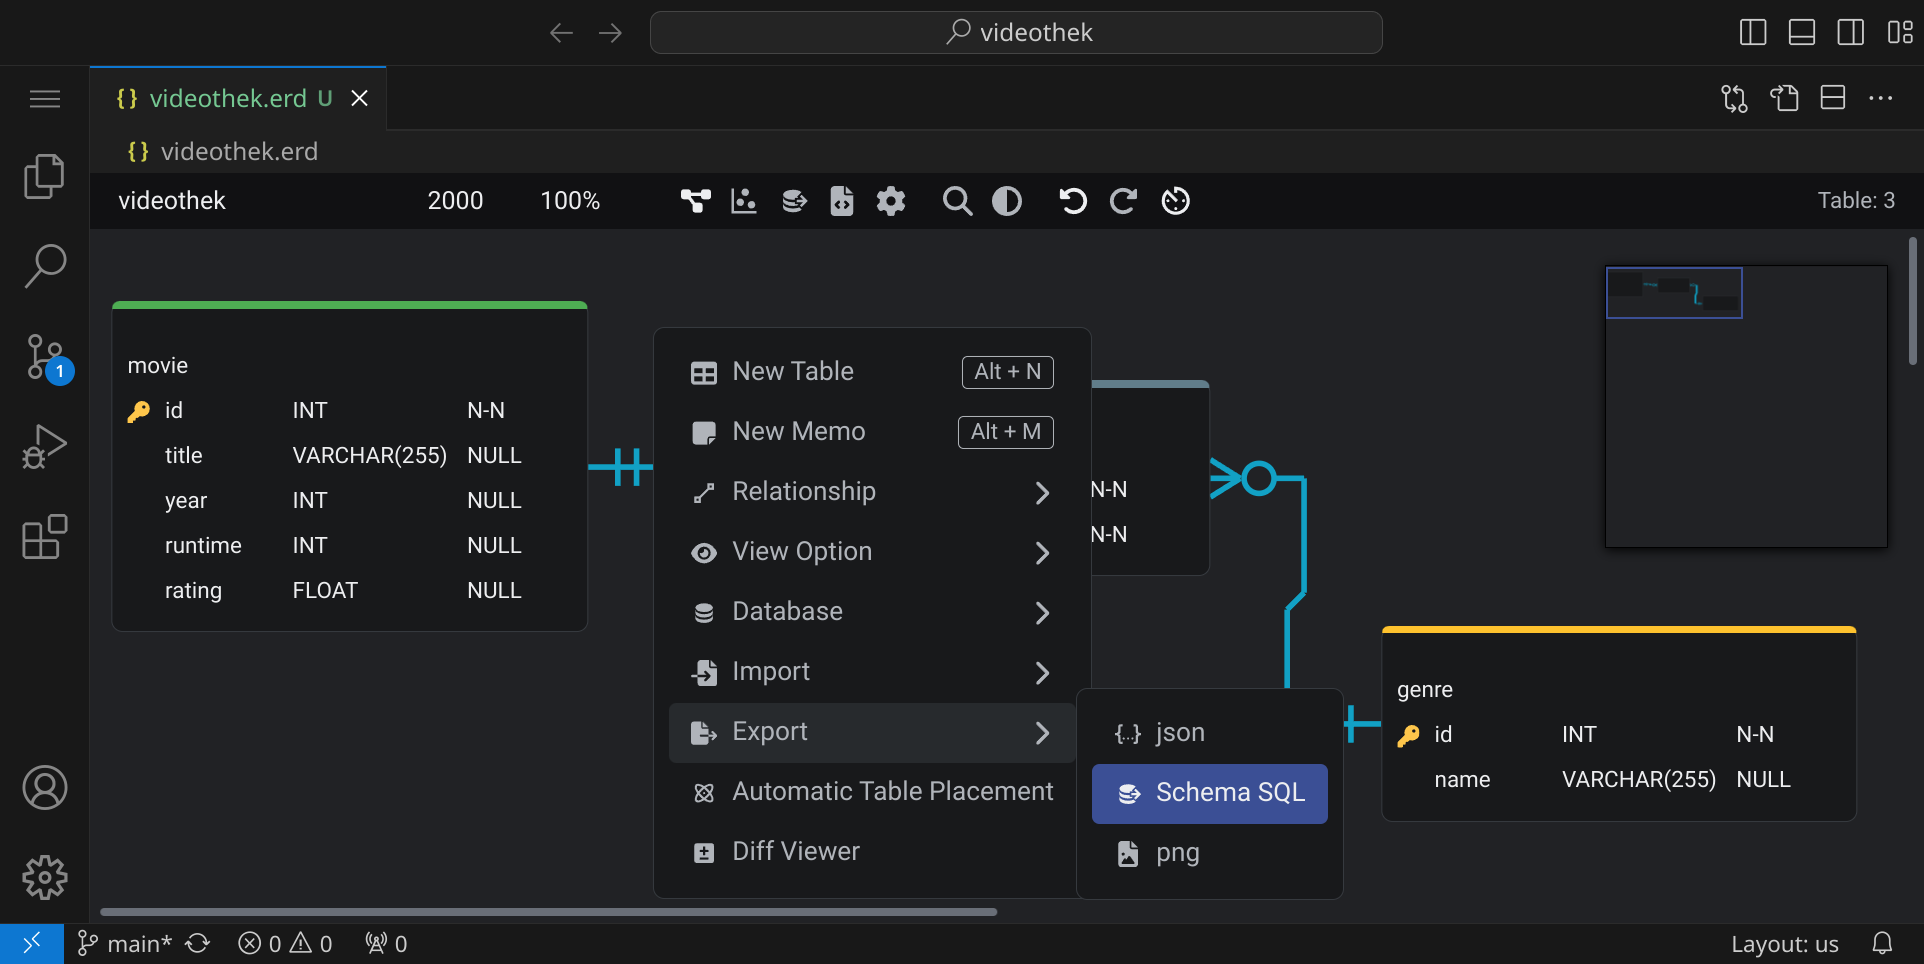 videothek
videothek.erd U
videothek.erd
videothek 2000 100% Table: 3
movie
id INT N-N
title VARCHAR(255) NULL
year INT NULL
runtime INT NULL
rating FLOAT NULL
New Table Alt + N
New Memo Alt + M
Relationship
View Option
Database
Import
Export
Automatic Table Placement
Diff Viewer
N-N
N-N
json
Schema SQL
png
genre
id INT N-N
name VARCHAR(255) NULL
1
main* 0 0 0 Layout: us